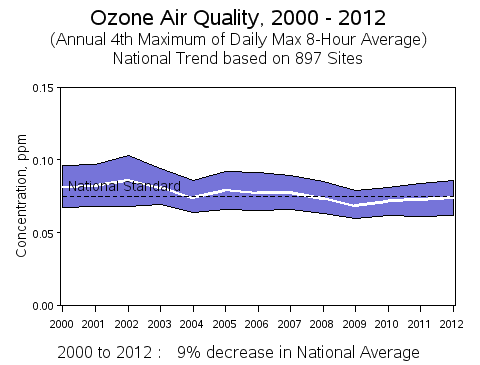 Ozone Air Quality, 2000 - 2012
(Annual 4th Maximum of Daily Max 8-Hour Average)
National Trend based on 897 Sites
0.15
0.10
0.05
0.00
Concentration, ppm
National Standard
2000 2001 2002 2003 2004 2005 2006 2007 2008 2009 2010 2011 2012
2000 to 2012 : 9% decrease in National Average